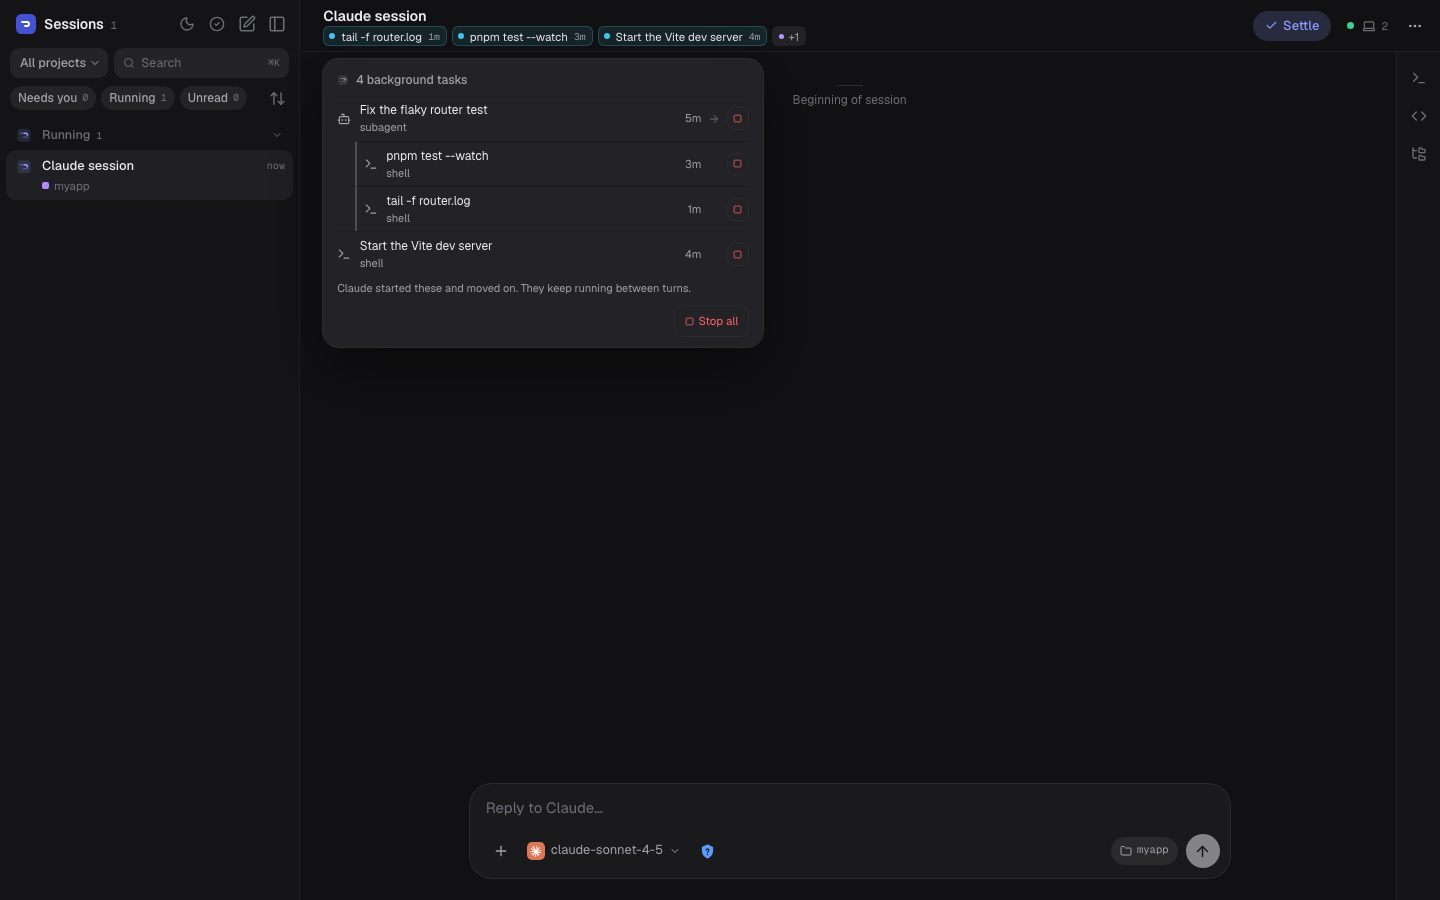 Sessions 1
All projects
Search ⌘K
Needs you 0
Running 1
Unread 0
Running 1
Claude session now
myapp
Claude session
tail -f router.log 1m
pnpm test --watch 3m
Start the Vite dev server 4m
+1
Settle
2
4 background tasks
Fix the flaky router test
subagent
5m
pnpm test --watch
shell
3m
tail -f router.log
shell
1m
Start the Vite dev server
shell
4m
Claude started these and moved on. They keep running between turns.
Stop all
Beginning of session
Reply to Claude...
claude-sonnet-4-5
myapp